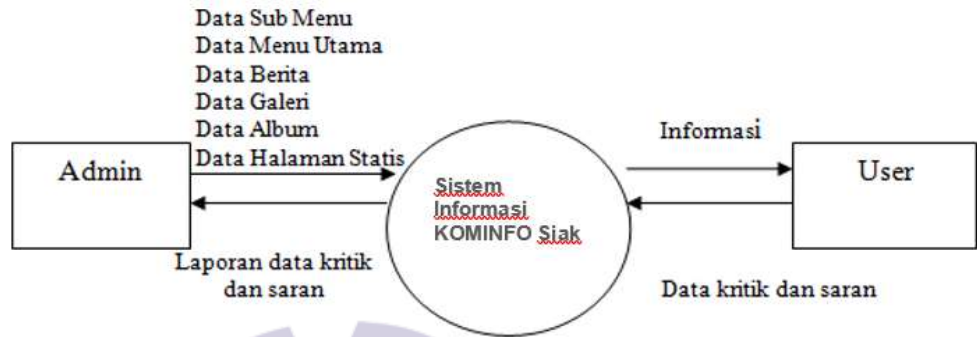 Data Sub Menu
Data Menu Utama
Data Berita
Data Galeri
Data Album
Data Halaman Statis
Admin
Laporan data kritik
dan saran
Sistem
Informasi
KOMINFO Siak
Informasi
User
Data kritik dan saran